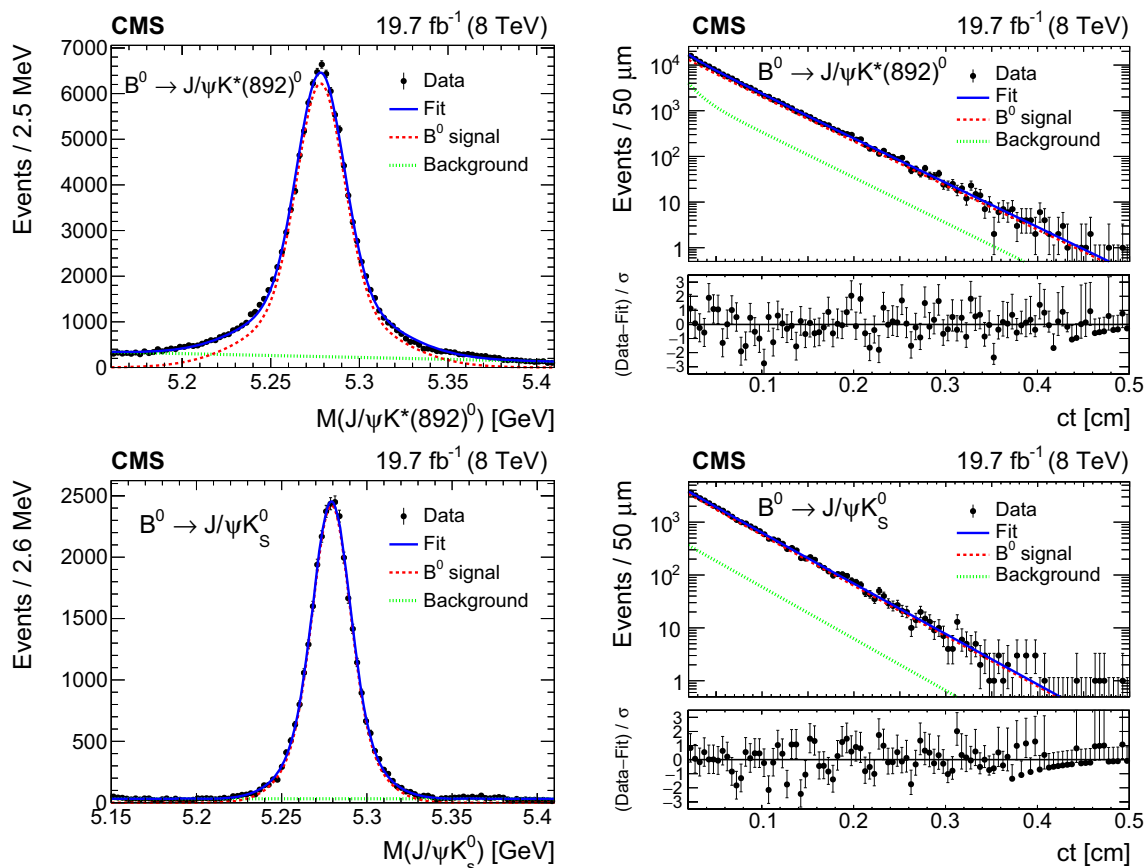 CMS 19.7 fb⁻¹ (8 TeV)
Events / 2.5 MeV
7000
6000
5000
4000
3000
2000
1000
0
B⁰ → J/ψK*(892)⁰
Data
Fit
B⁰ signal
Background
5.2 5.25 5.3 5.35 5.4
M(J/ψK*(892)⁰) [GeV]
CMS 19.7 fb⁻¹ (8 TeV)
Events / 50 μm
10⁴
10³
10²
10
1
B⁰ → J/ψK*(892)⁰
Data
Fit
B⁰ signal
Background
(Data−Fit) / σ
3
2
1
0
−1
−2
−3
0.1 0.2 0.3 0.4 0.5
ct [cm]
CMS 19.7 fb⁻¹ (8 TeV)
Events / 2.6 MeV
2500
2000
1500
1000
500
0
B⁰ → J/ψK⁰S
Data
Fit
B⁰ signal
Background
5.15 5.2 5.25 5.3 5.35 5.4
M(J/ψK⁰s) [GeV]
CMS 19.7 fb⁻¹ (8 TeV)
Events / 50 μm
10³
10²
10
1
B⁰ → J/ψK⁰S
Data
Fit
B⁰ signal
Background
(Data−Fit) / σ
3
2
1
0
−1
−2
−3
0.1 0.2 0.3 0.4 0.5
ct [cm]